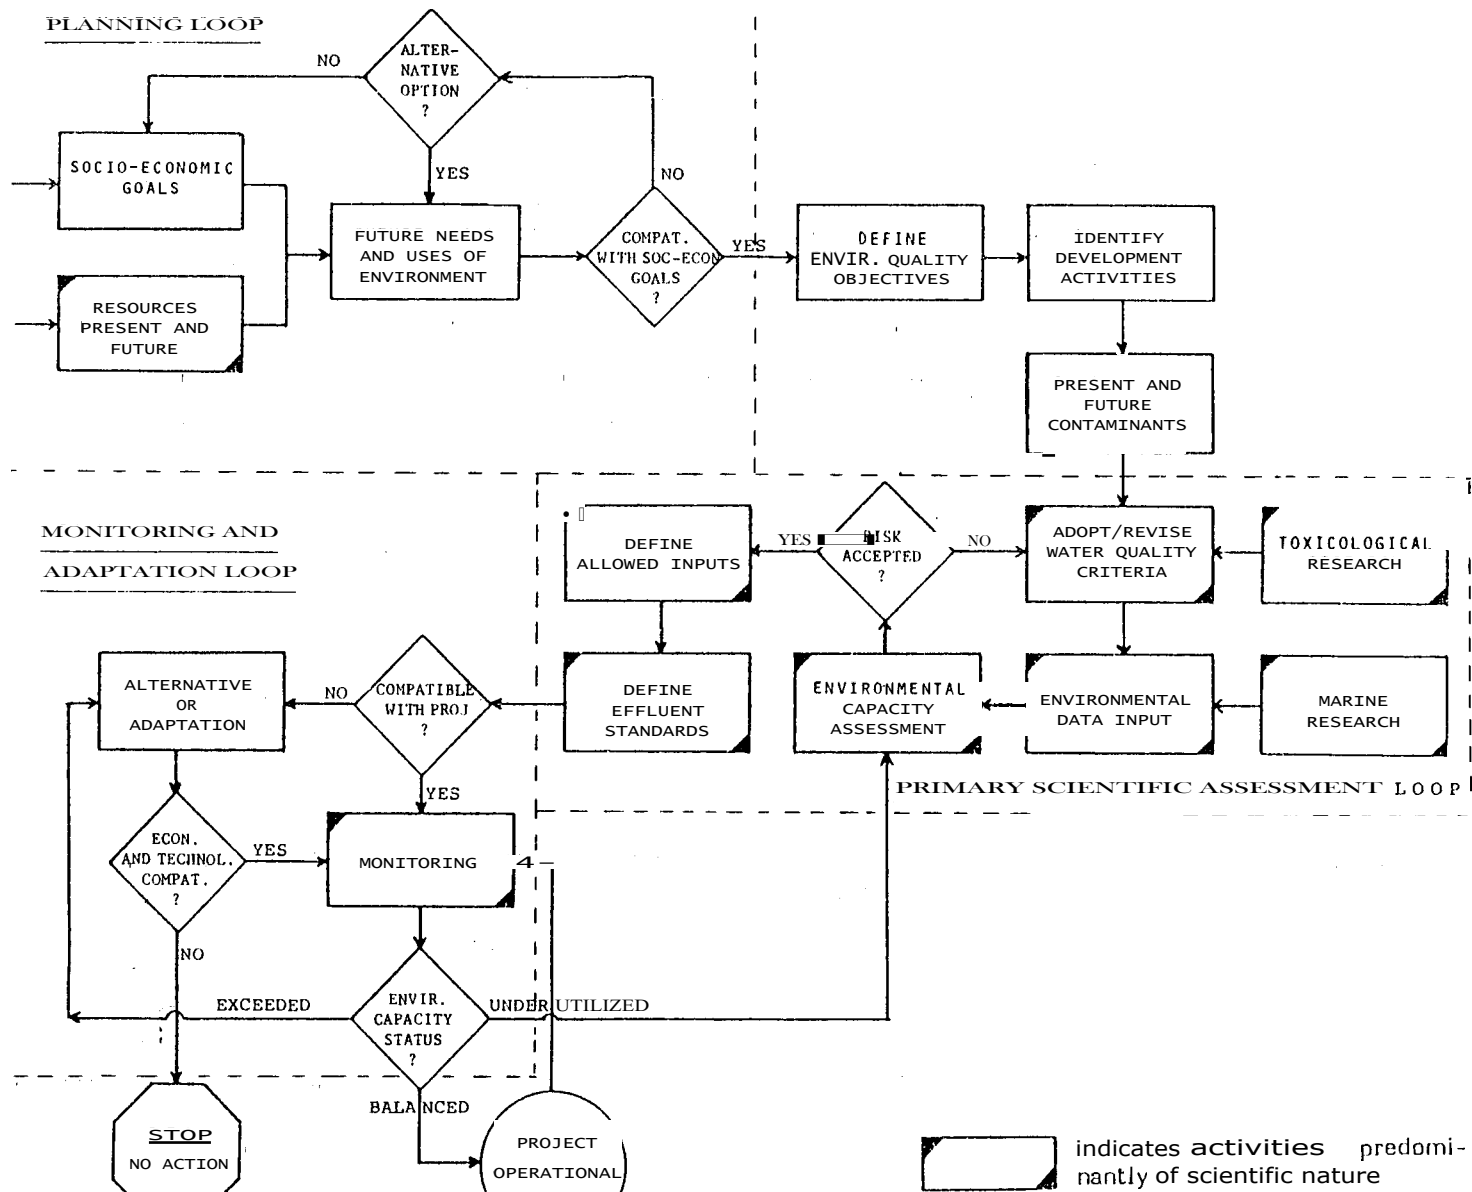 PLANNING LOOP
NO
ALTER-
NATIVE
OPTION
?
YES
SOCIO-ECONOMIC
GOALS
RESOURCES
PRESENT AND
FUTURE
FUTURE NEEDS
AND USES OF
ENVIRONMENT
NO
COMPAT.
WITH SOC-ECON
GOALS
?
YES
DEFINE
ENVIR. QUALITY
OBJECTIVES
IDENTIFY
DEVELOPMENT
ACTIVITIES
PRESENT AND
FUTURE
CONTAMINANTS
MONITORING AND
ADAPTATION LOOP
DEFINE
ALLOWED INPUTS
YES
RISK
ACCEPTED
?
NO
ADOPT/REVISE
WATER QUALITY
CRITERIA
TOXICOLOGICAL
RESEARCH
ALTERNATIVE
OR
ADAPTATION
NO
COMPATIBLE
WITH PROJ
?
YES
DEFINE
EFFLUENT
STANDARDS
ENVIRONMENTAL
CAPACITY
ASSESSMENT
ENVIRONMENTAL
DATA INPUT
MARINE
RESEARCH
PRIMARY SCIENTIFIC ASSESSMENT LOOP
ECON.
AND TECHNOL.
COMPAT.
?
YES
MONITORING
4
NO
EXCEEDED
ENVIR.
CAPACITY
STATUS
?
UNDER UTILIZED
BALANCED
STOP
NO ACTION
PROJECT
OPERATIONAL
indicates activities predomi-
nantly of scientific nature